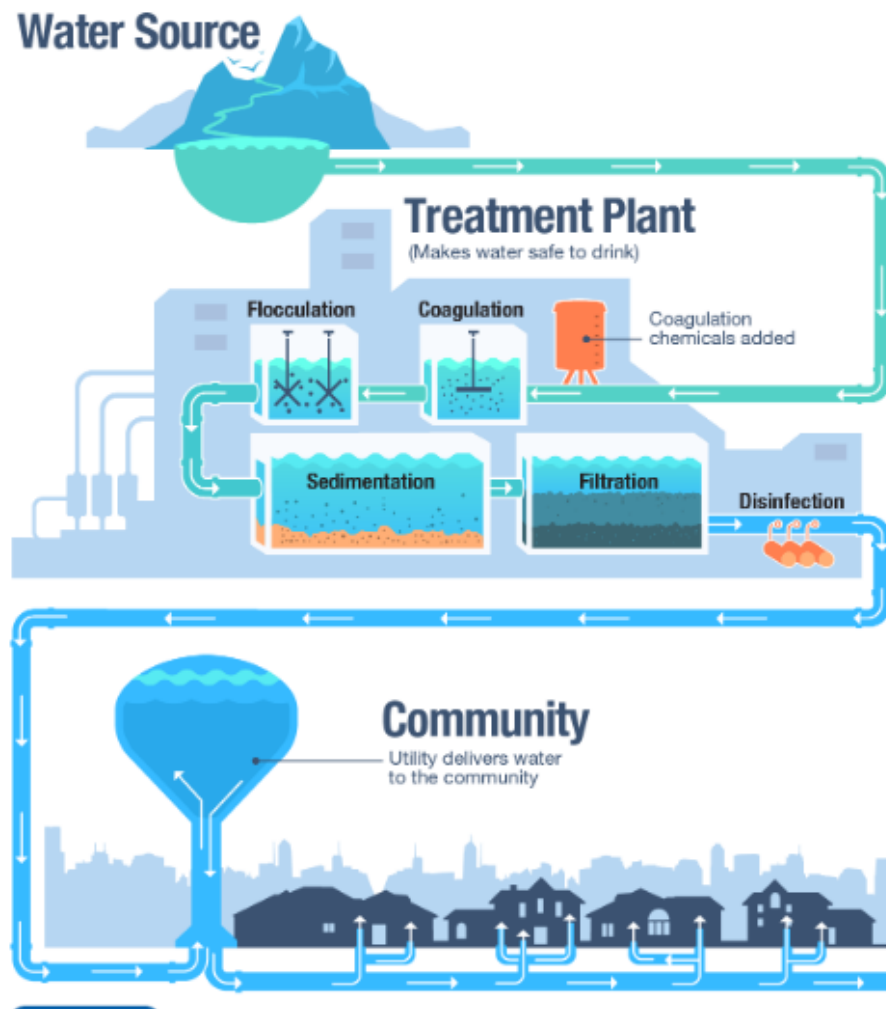 Water Source
Treatment Plant
(Makes water safe to drink)
Flocculation
Coagulation
Coagulation
chemicals added
Sedimentation
Filtration
Disinfection
Community
Utility delivers water
to the community